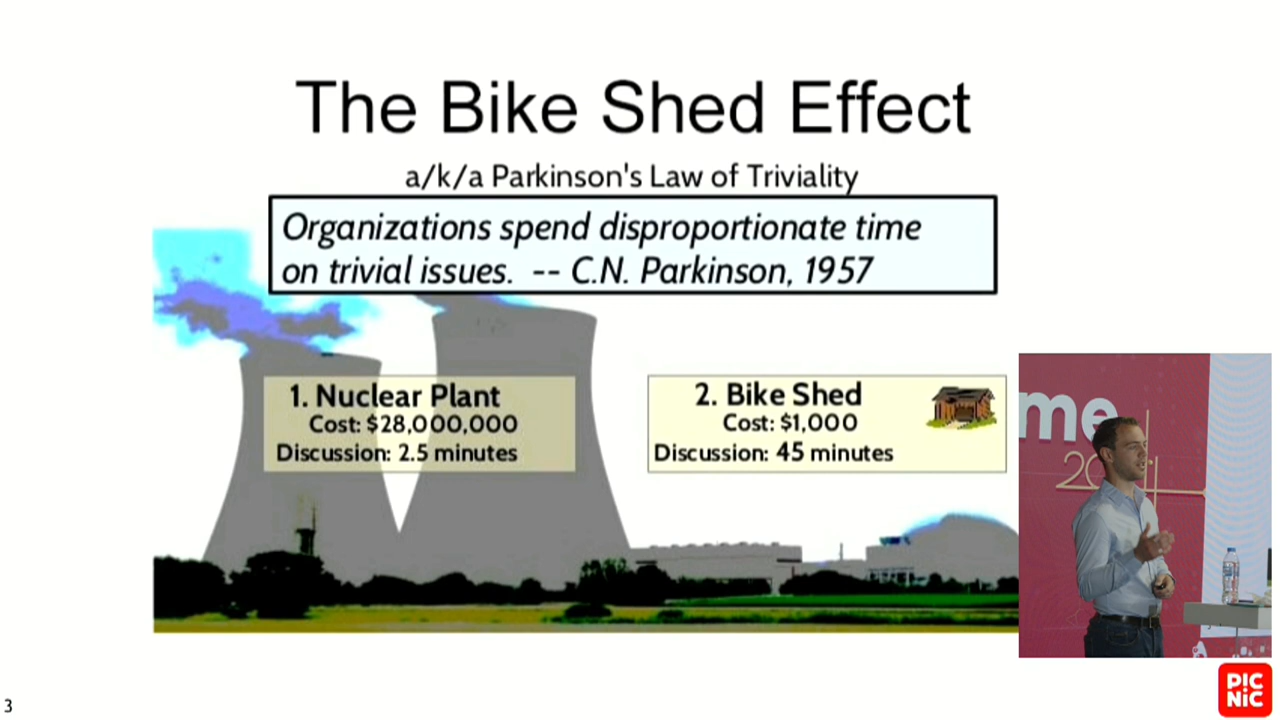 The Bike Shed Effect
a/k/a Parkinson's Law of Triviality
Organizations spend disproportionate time
on trivial issues. -- C.N. Parkinson, 1957
1. Nuclear Plant
Cost: $28,000,000
Discussion: 2.5 minutes
2. Bike Shed
Cost: $1,000
Discussion: 45 minutes
me
3
PIC
NIC